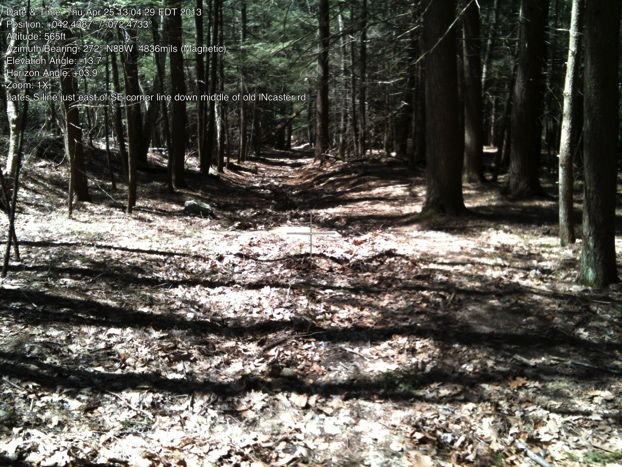 Date & Time: Thu Apr 25 13:04:29 EDT 2013
Position: +042.4987° / -072.4733°
Altitude: 565ft
Azimuth/Bearing: 272° N88W 4836mils (Magnetic)
Elevation Angle: -13.7°
Horizon Angle: +03.9°
Zoom: 1X
bates S line just east of SE corner line down middle of old lNcaster rd